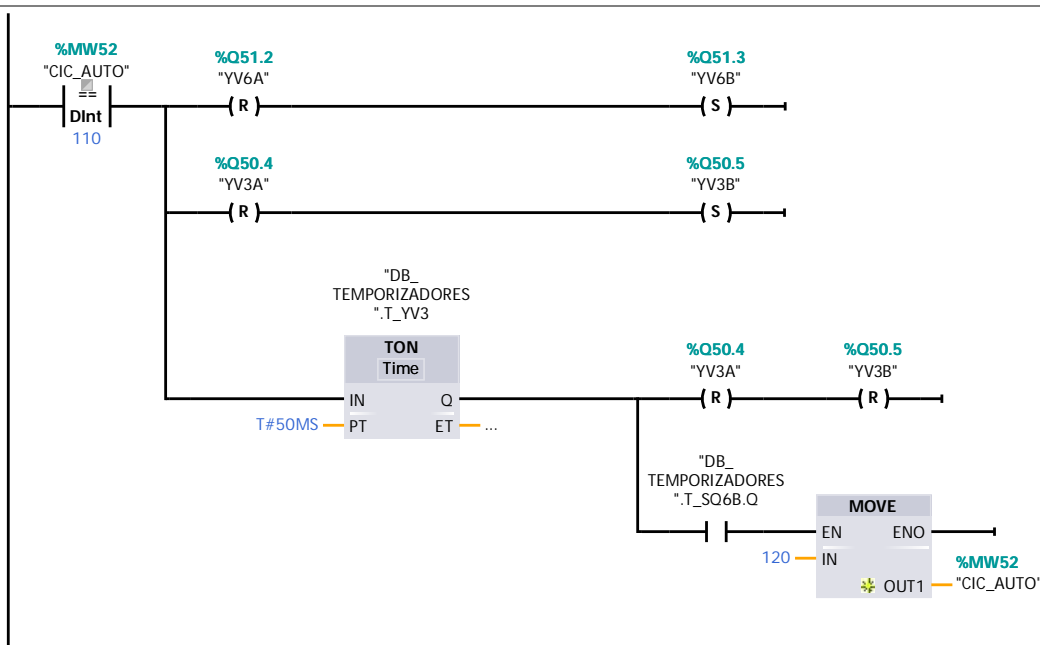 %MW52
"CIC_AUTO"
==
DInt
110
%Q51.2
"YV6A"
R
%Q51.3
"YV6B"
S
%Q50.4
"YV3A"
R
%Q50.5
"YV3B"
S
"DB_
TEMPORIZADORES
".T_YV3
TON
Time
IN
Q
T#50MS
PT
ET
...
%Q50.4
"YV3A"
R
%Q50.5
"YV3B"
R
"DB_
TEMPORIZADORES
".T_SQ6B.Q
MOVE
EN
ENO
120
IN
OUT1
%MW52
"CIC_AUTO"